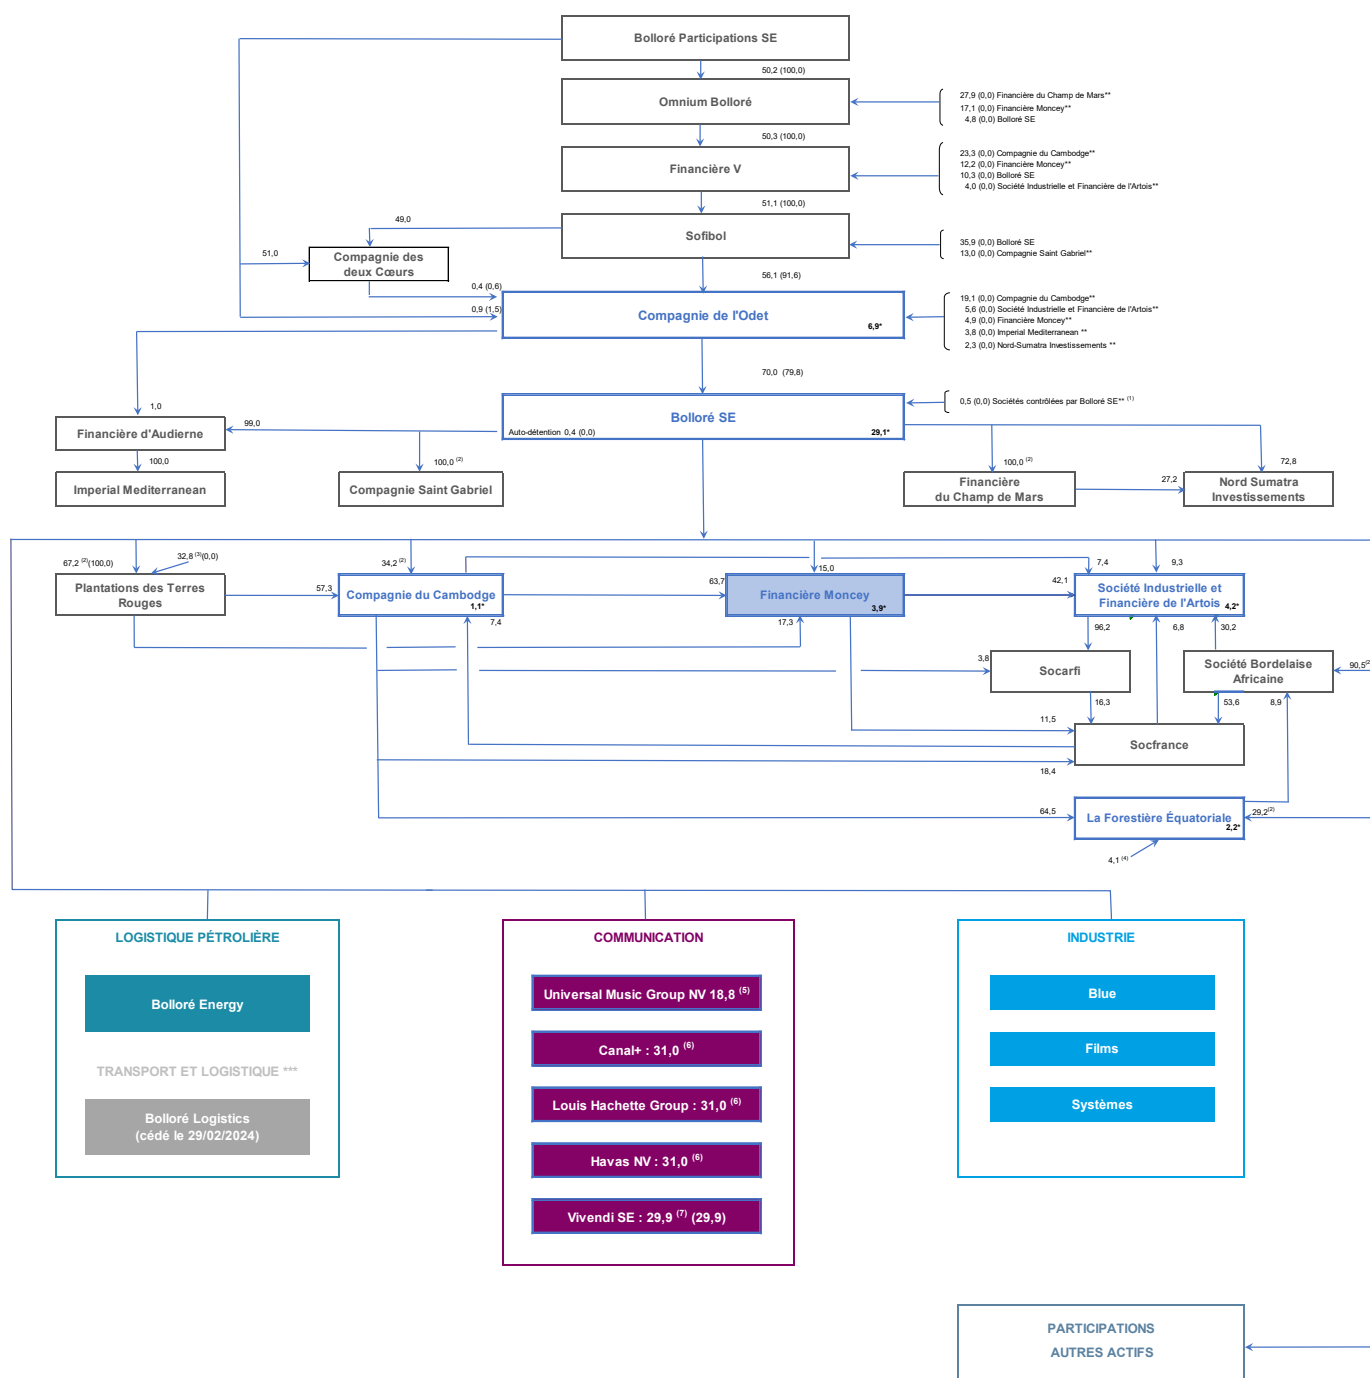 Bolloré Participations SE
50,2 (100,0)
Omnium Bolloré
27,9 (0,0) Financière du Champ de Mars**
17,1 (0,0) Financière Moncey**
4,8 (0,0) Bolloré SE
50,3 (100,0)
Financière V
23,3 (0,0) Compagnie du Cambodge**
12,2 (0,0) Financière Moncey**
10,3 (0,0) Bolloré SE
4,0 (0,0) Société Industrielle et Financière de l'Artois**
51,1 (100,0)
49,0
Sofibol
35,9 (0,0) Bolloré SE
13,0 (0,0) Compagnie Saint Gabriel**
51,0
Compagnie des
deux Cœurs
56,1 (91,6)
0,4 (0,6)
0,9 (1,5)
Compagnie de l'Odet
6,9*
19,1 (0,0) Compagnie du Cambodge**
5,6 (0,0) Société Industrielle et Financière de l'Artois**
4,9 (0,0) Financière Moncey**
3,8 (0,0) Imperial Mediterranean **
2,3 (0,0) Nord-Sumatra Investissements **
70,0 (79,8)
1,0
Bolloré SE
Auto-détention 0,4 (0,0)
29,1*
0,5 (0,0) Sociétés contrôlées par Bolloré SE** (1)
Financière d'Audierne
99,0
100,0
100,0 (2)
100,0 (2)
72,8
Imperial Mediterranean
Compagnie Saint Gabriel
Financière
du Champ de Mars
27,2
Nord Sumatra
Investissements
67,2 (2)(100,0)
32,8 (3)(0,0)
34,2 (2)
15,0
7,4
9,3
Plantations des Terres
Rouges
57,3
Compagnie du Cambodge
1,1*
63,7
Financière Moncey
3,9*
42,1
Société Industrielle et
Financière de l'Artois
4,2*
7,4
17,3
96,2
6,8
30,2
3,8
Socarfi
Société Bordelaise
Africaine
90,5(2
16,3
53,6
8,9
11,5
Socfrance
18,4
64,5
La Forestière Équatoriale
2,2*
29,2(2)
4,1 (4)
LOGISTIQUE PÉTROLIÈRE
Bolloré Energy
TRANSPORT ET LOGISTIQUE ***
Bolloré Logistics
(cédé le 29/02/2024)
COMMUNICATION
Universal Music Group NV 18,8 (5)
Canal+ : 31,0 (6)
Louis Hachette Group : 31,0 (6)
Havas NV : 31,0 (6)
Vivendi SE : 29,9 (7) (29,9)
INDUSTRIE
Blue
Films
Systèmes
PARTICIPATIONS
AUTRES ACTIFS